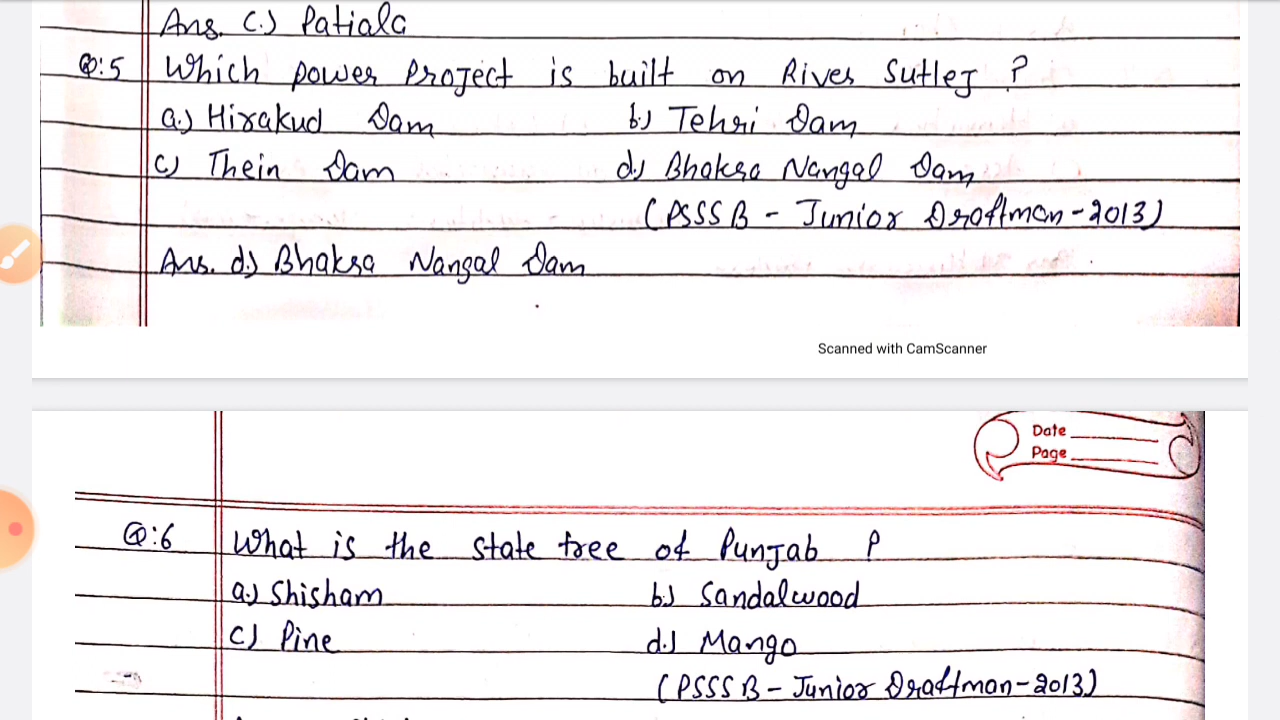 Ans. c.) Patiala
Q:5 Which power Project is built on River Sutlej ?
a.) Hirakud Dam b.) Tehri Dam
c) Thein Dam d.) Bhakra Nangal Dam
(PSSSB - Junior Draftman-2013)
Ans. d.) Bhakra Nangal Dam
Scanned with CamScanner
Date
Page
Q:6 What is the state tree of Punjab ?
a.) Shisham b.) Sandalwood
c) Pine d.) Mango
(PSSSB - Junior Draftman-2013)